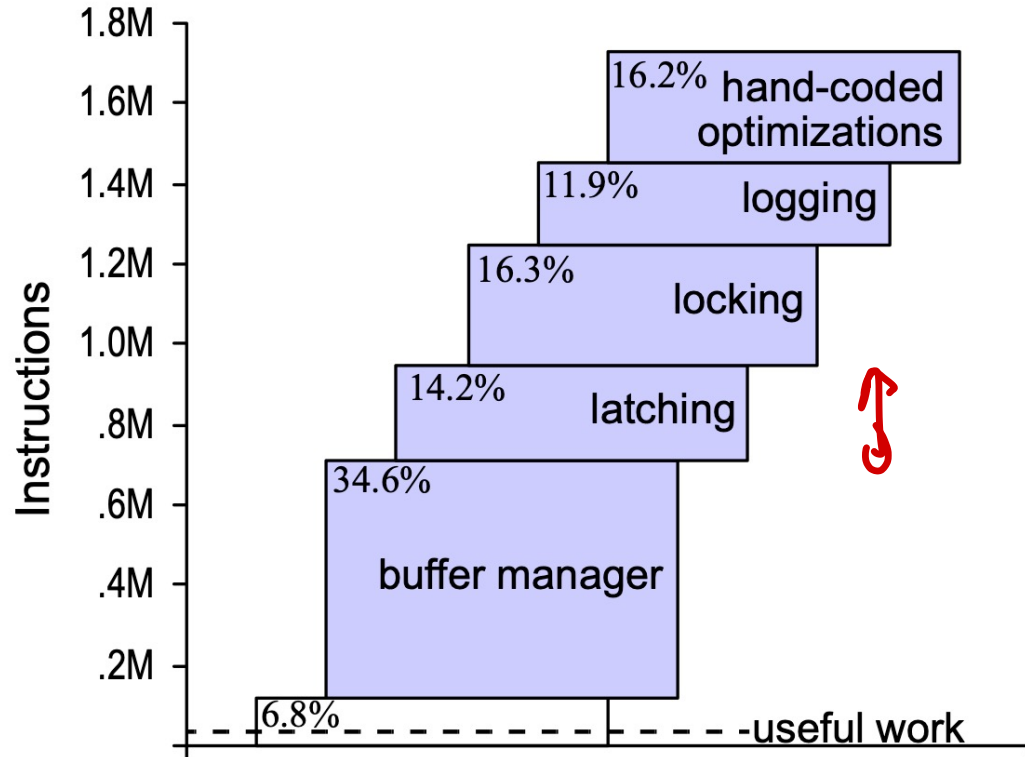 1.8M
16.2% hand-coded
optimizations
1.6M
11.9% logging
1.4M
16.3% locking
1.2M
1.0M
14.2% latching
.8M
34.6%
.6M
buffer manager
.4M
.2M
6.8%
useful work
Instructions